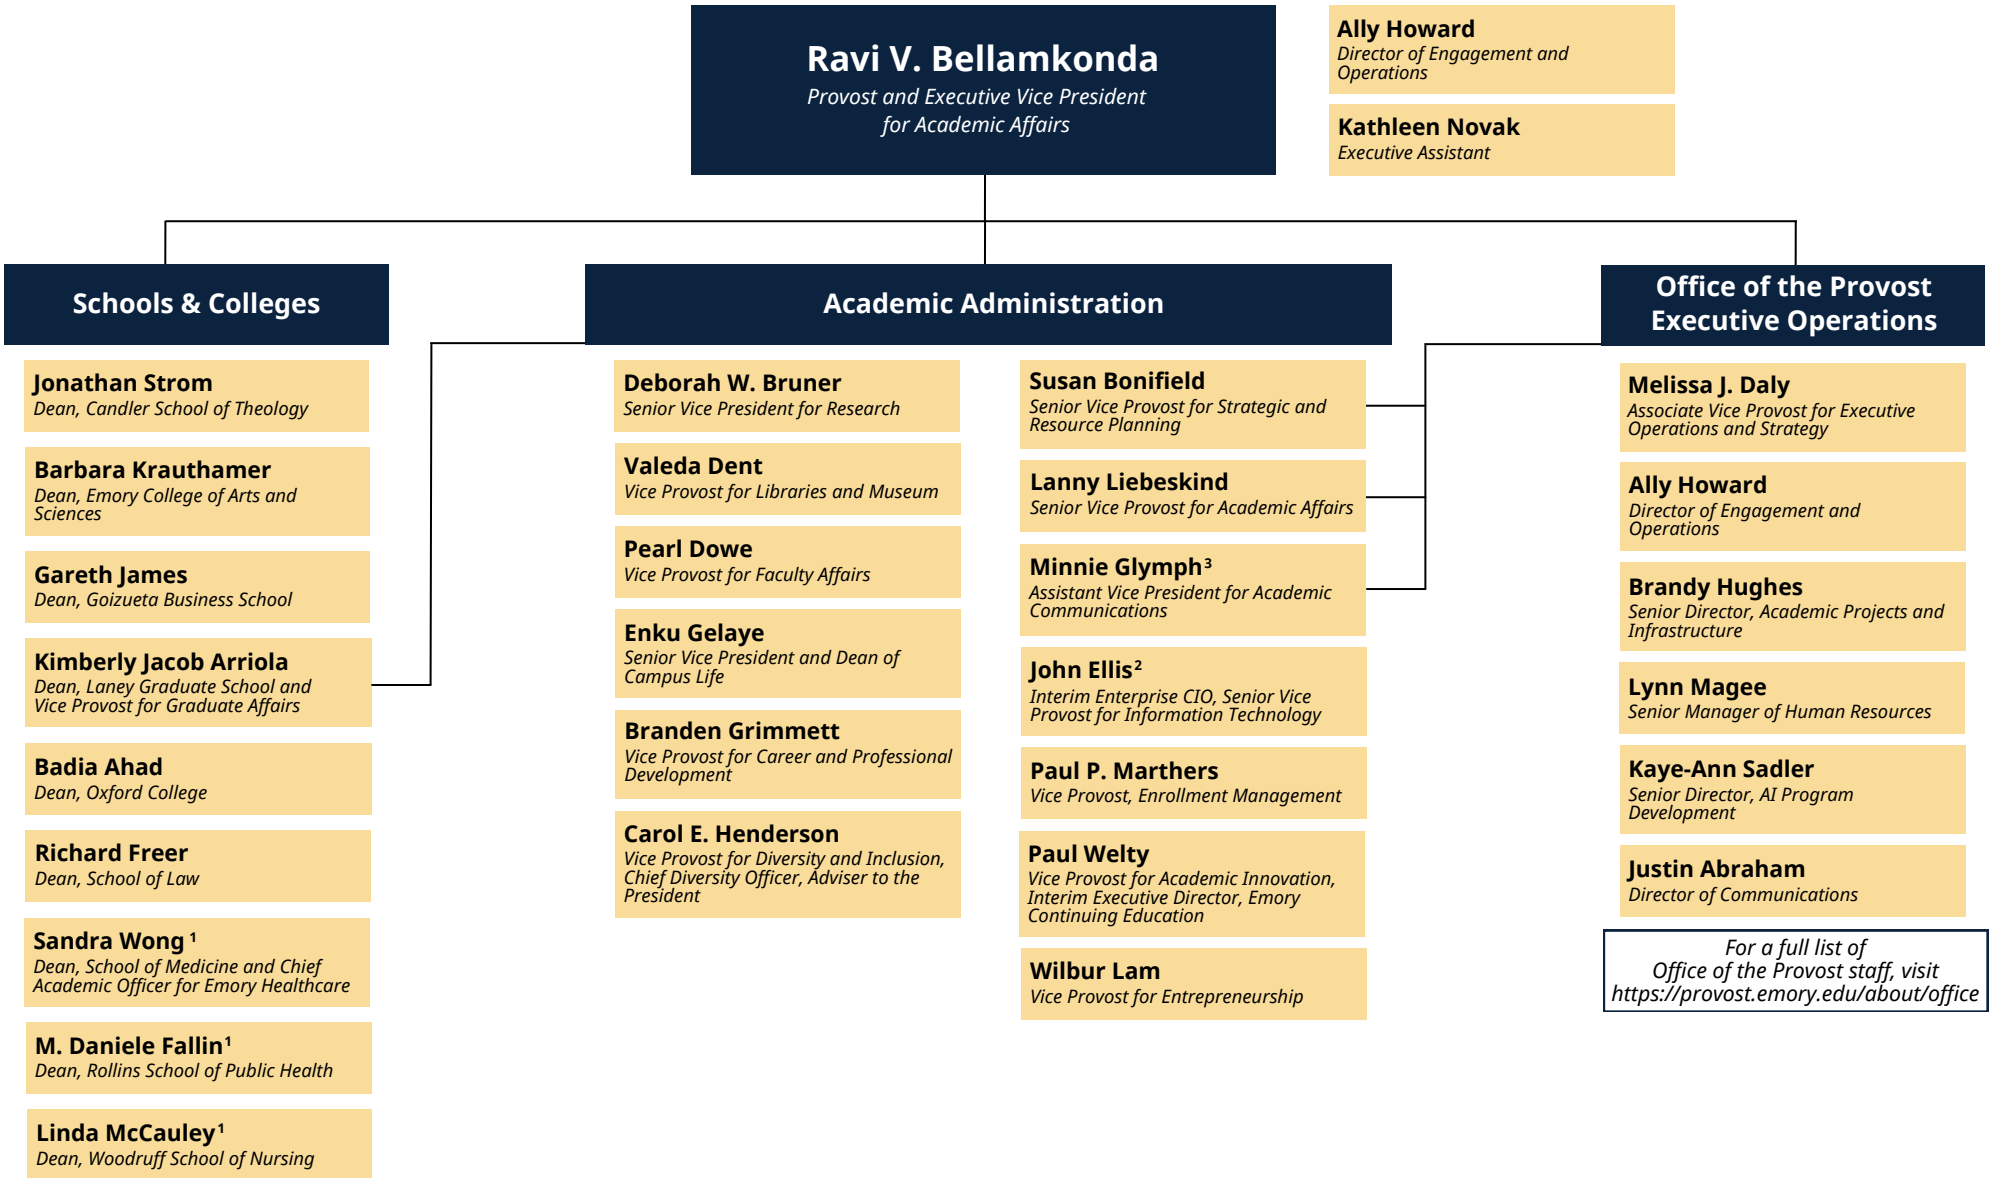 Ravi V. Bellamkonda
Provost and Executive Vice President
for Academic Affairs
Ally Howard
Director of Engagement and
Operations
Kathleen Novak
Executive Assistant
Schools & Colleges
Jonathan Strom
Dean, Candler School of Theology
Barbara Krauthamer
Dean, Emory College of Arts and
Sciences
Gareth James
Dean, Goizueta Business School
Kimberly Jacob Arriola
Dean, Laney Graduate School and
Vice Provost for Graduate Affairs
Badia Ahad
Dean, Oxford College
Richard Freer
Dean, School of Law
Sandra Wong ¹
Dean, School of Medicine and Chief
Academic Officer for Emory Healthcare
M. Daniele Fallin¹
Dean, Rollins School of Public Health
Linda McCauley¹
Dean, Woodruff School of Nursing
Academic Administration
Deborah W. Bruner
Senior Vice President for Research
Valeda Dent
Vice Provost for Libraries and Museum
Pearl Dowe
Vice Provost for Faculty Affairs
Enku Gelaye
Senior Vice President and Dean of
Campus Life
Branden Grimmett
Vice Provost for Career and Professional
Development
Carol E. Henderson
Vice Provost for Diversity and Inclusion,
Chief Diversity Officer, Adviser to the
President
Susan Bonifield
Senior Vice Provost for Strategic and
Resource Planning
Lanny Liebeskind
Senior Vice Provost for Academic Affairs
Minnie Glymph³
Assistant Vice President for Academic
Communications
John Ellis²
Interim Enterprise CIO, Senior Vice
Provost for Information Technology
Paul P. Marthers
Vice Provost, Enrollment Management
Paul Welty
Vice Provost for Academic Innovation,
Interim Executive Director, Emory
Continuing Education
Wilbur Lam
Vice Provost for Entrepreneurship
Office of the Provost
Executive Operations
Melissa J. Daly
Associate Vice Provost for Executive
Operations and Strategy
Ally Howard
Director of Engagement and
Operations
Brandy Hughes
Senior Director, Academic Projects and
Infrastructure
Lynn Magee
Senior Manager of Human Resources
Kaye-Ann Sadler
Senior Director, AI Program
Development
Justin Abraham
Director of Communications
For a full list of
Office of the Provost staff, visit
https://provost.emory.edu/about/office